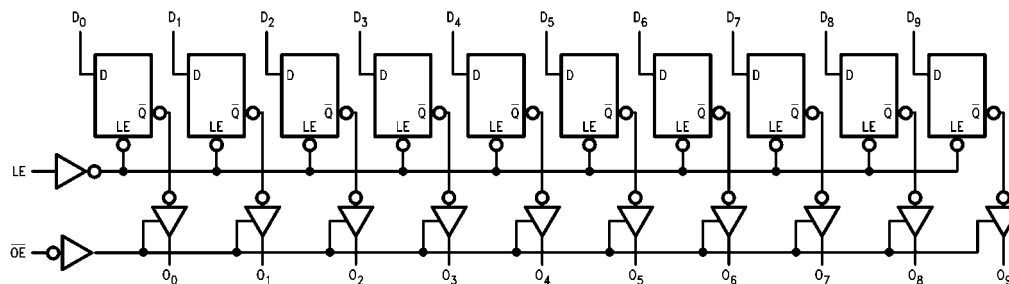 D0 D1 D2 D3 D4 D5 D6 D7 D8 D9
D D D D D D D D D D
Q̅ Q̅ Q̅ Q̅ Q̅ Q̅ Q̅ Q̅ Q̅ Q̅
LE LE LE LE LE LE LE LE LE LE
LE
O̅E̅
O0 O1 O2 O3 O4 O5 O6 O7 O8 O9